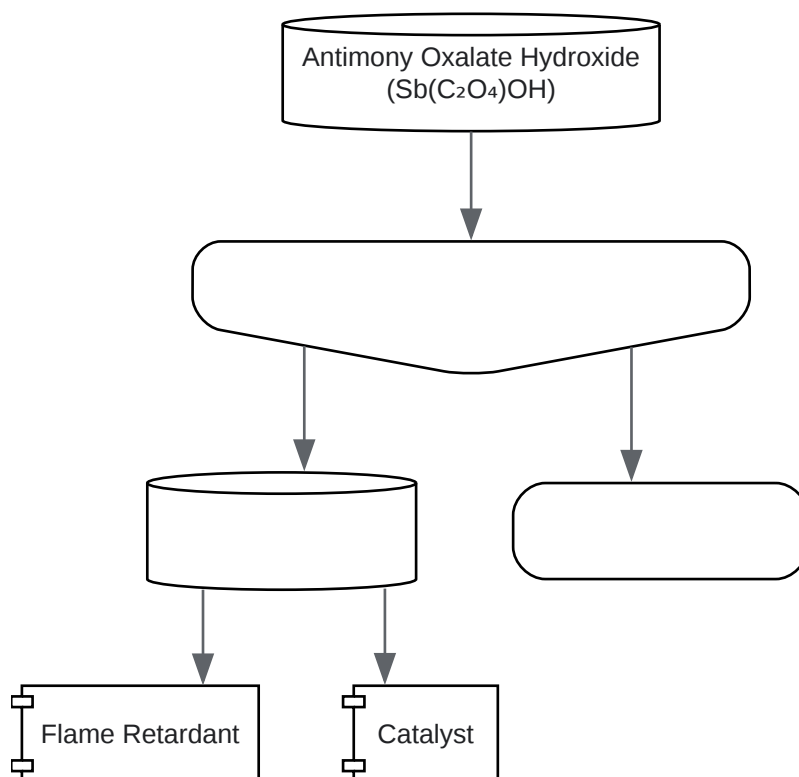 Antimony Oxalate Hydroxide
(Sb(C₂O₄)OH)
Flame Retardant
Catalyst